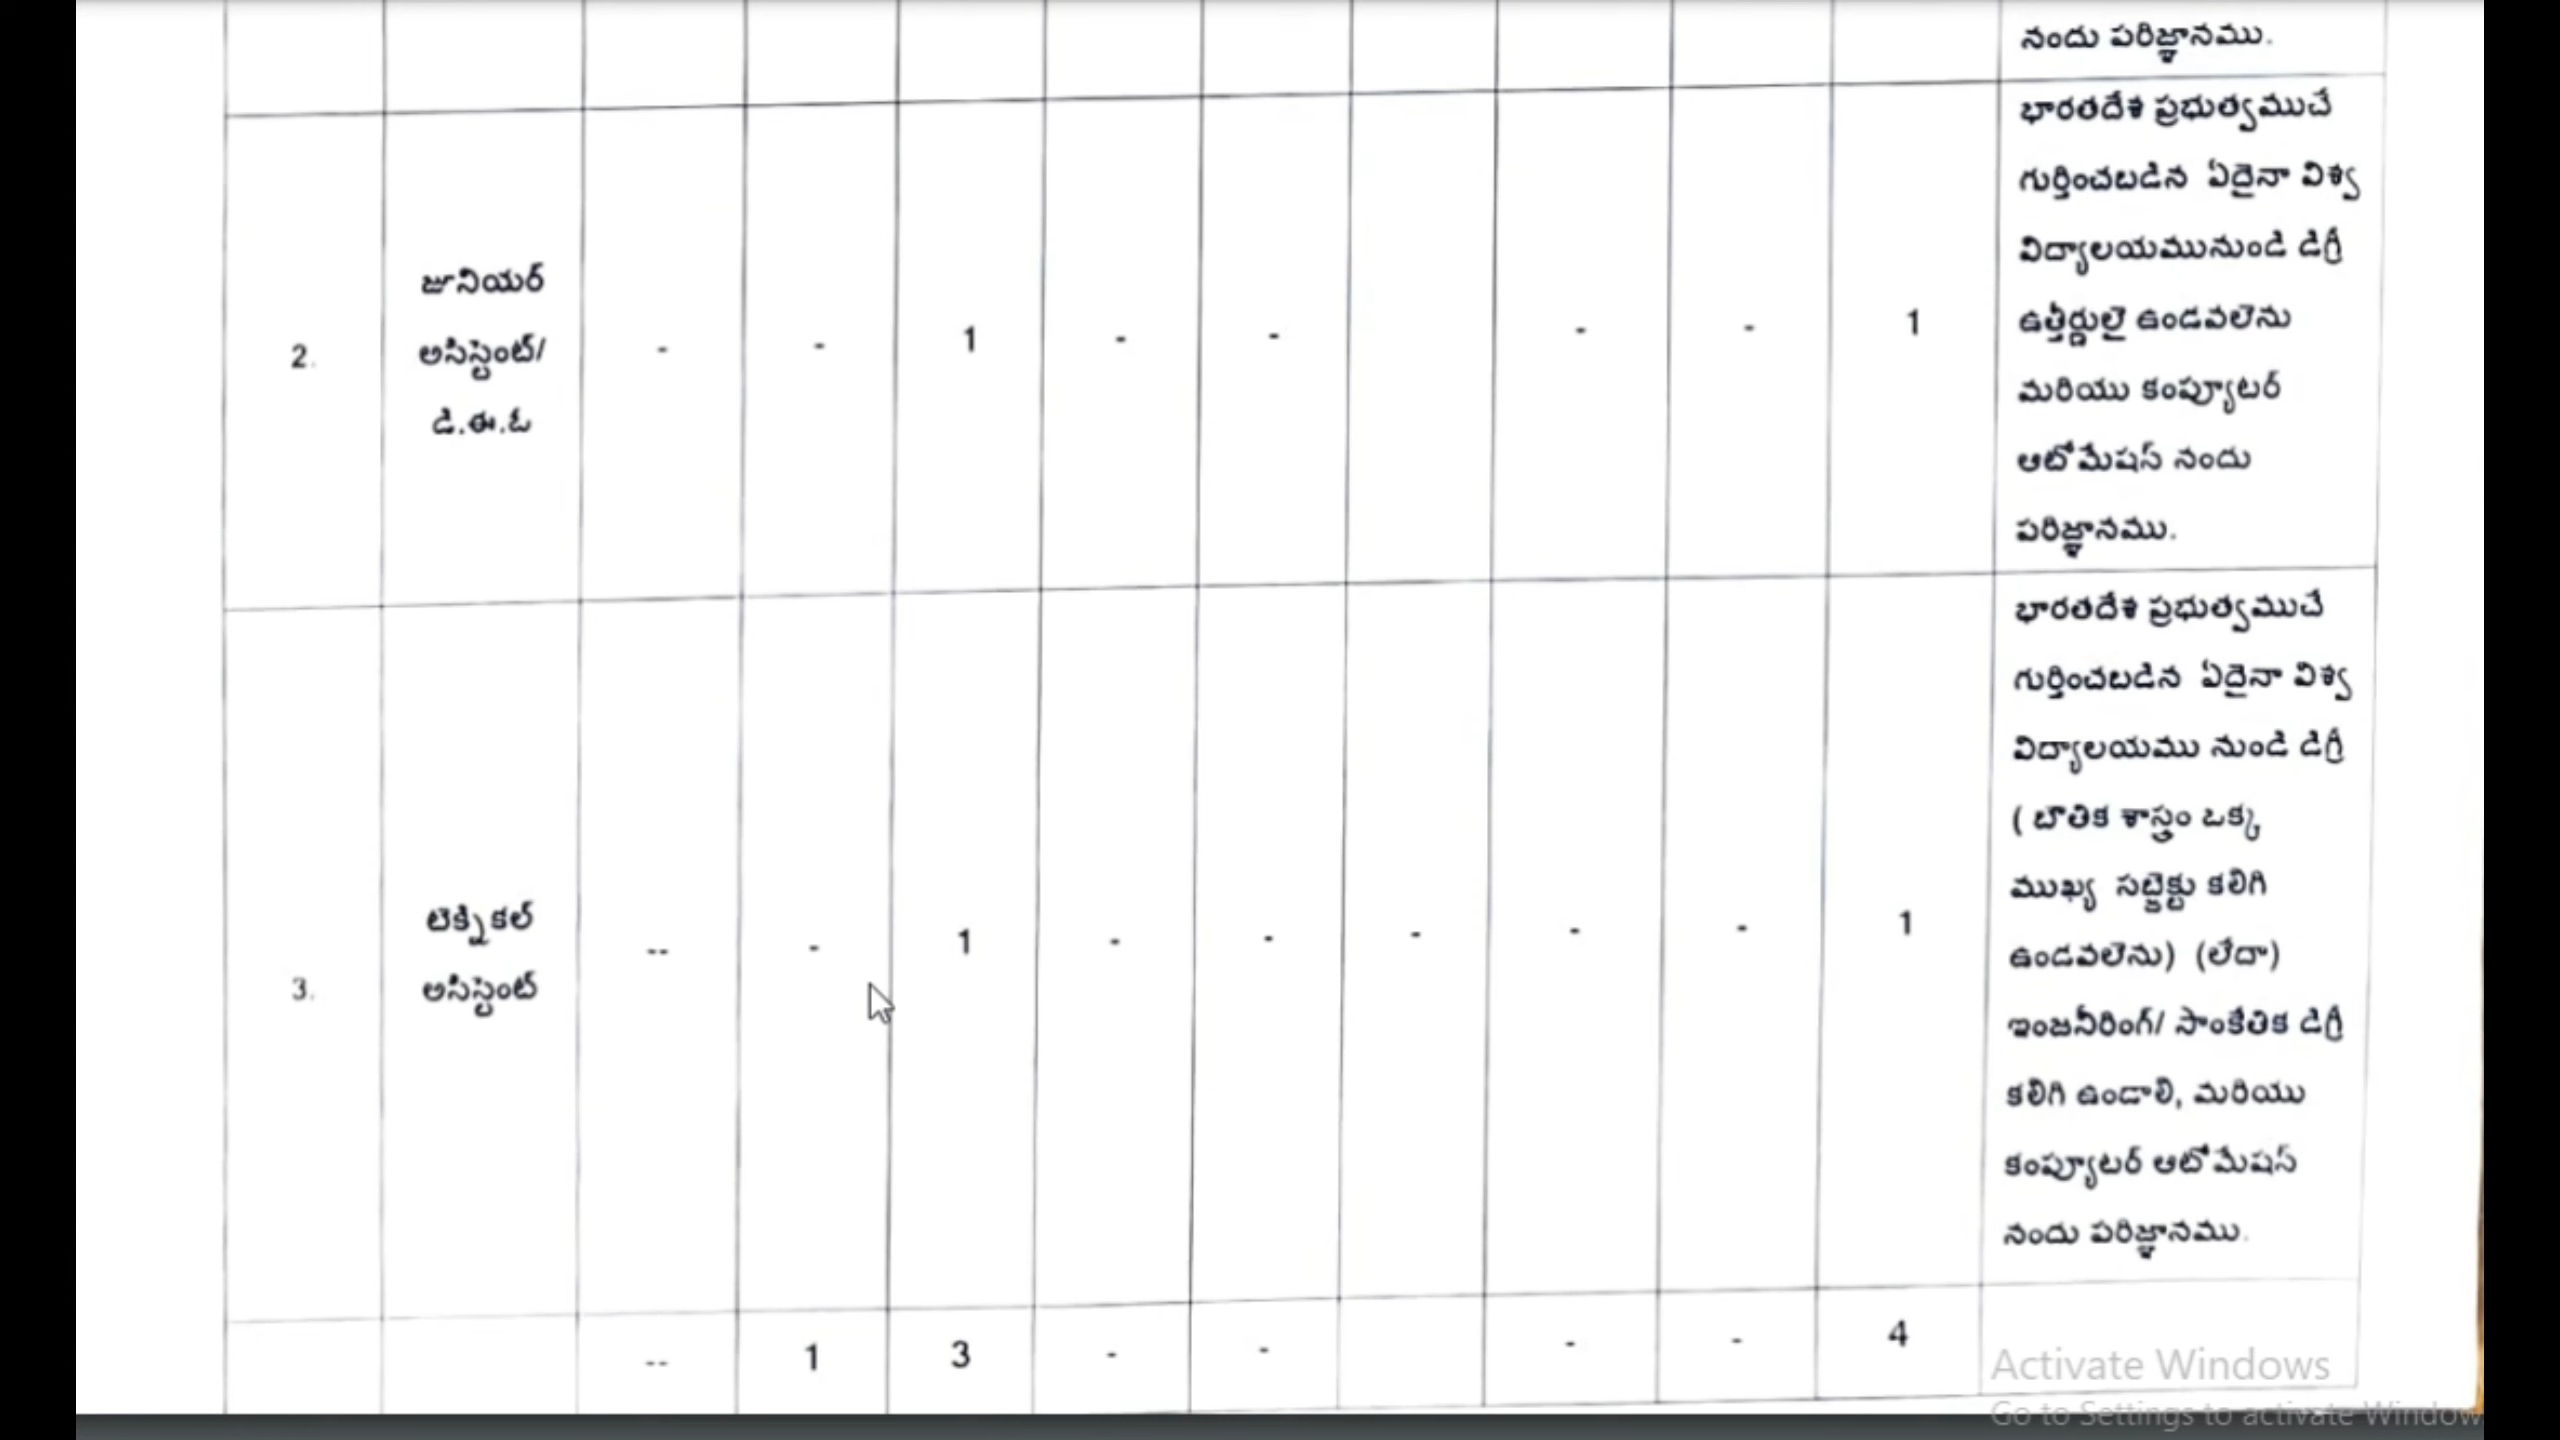 నందు పరిజ్ఞానము.
2.
జూనియర్
అసిస్టెంట్/
డి.ఈ.ఓ
-
-
1
-
-
-
-
1
భారతదేశ ప్రభుత్వముచే
గుర్తించబడిన ఏదైనా విశ్వ
విద్యాలయమునుండి డిగ్రీ
ఉత్తీర్ణులై ఉండవలెను
మరియు కంప్యూటర్
ఆటోమేషన్ నందు
పరిజ్ఞానము.
3.
టెక్నికల్
అసిస్టెంట్
--
-
1
-
-
-
-
-
1
భారతదేశ ప్రభుత్వముచే
గుర్తించబడిన ఏదైనా విశ్వ
విద్యాలయము నుండి డిగ్రీ
( బౌతిక శాస్త్రం ఒక్క
ముఖ్య సబ్జెక్టు కలిగి
ఉండవలెను) (లేదా)
ఇంజనీరింగ్/ సాంకేతిక డిగ్రీ
కలిగి ఉండాలి, మరియు
కంప్యూటర్ ఆటోమేషన్
నందు పరిజ్ఞానము.
--
1
3
-
-
-
-
4
Activate Windows
Go to Settings to activate Window